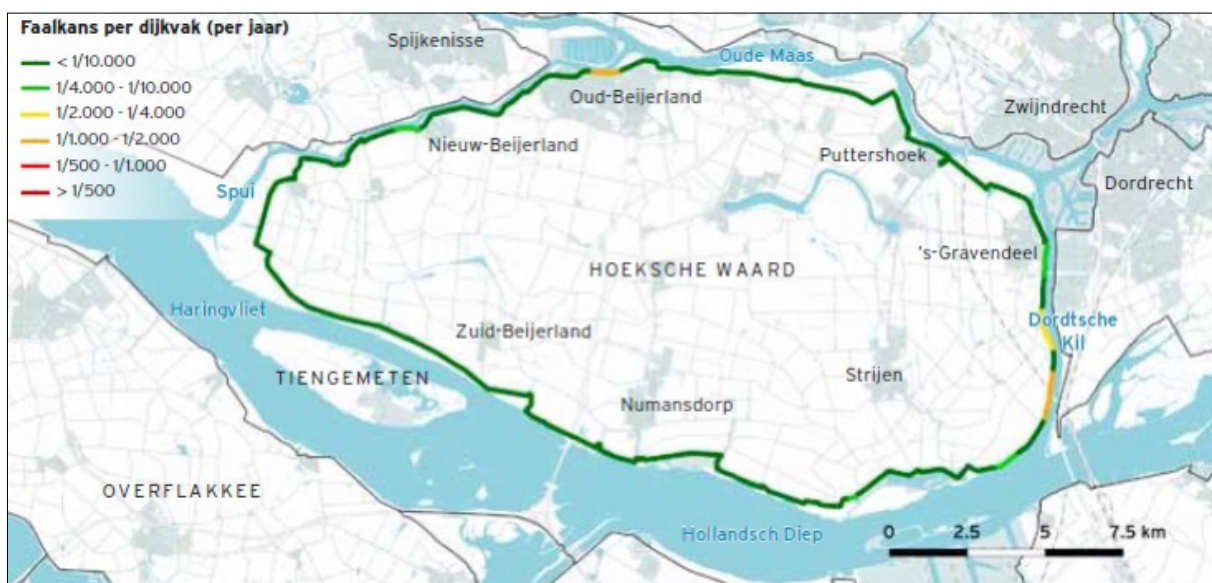 Faalkans per dijkvak (per jaar)
< 1/10.000
1/4.000 - 1/10.000
1/2.000 - 1/4.000
1/1.000 - 1/2.000
1/500 - 1/1.000
> 1/500
Spijkenisse
Oude Maas
Oud-Beijerland
Zwijndrecht
Nieuw-Beijerland
Puttershoek
Dordrecht
Spui
's-Gravendeel
HOEKSCHE WAARD
Haringvliet
Dordtsche
Kil
Zuid-Beijerland
TIENGEMETEN
Strijen
Numansdorp
OVERFLAKKEE
Hollandsch Diep
0 2.5 5 7.5 km